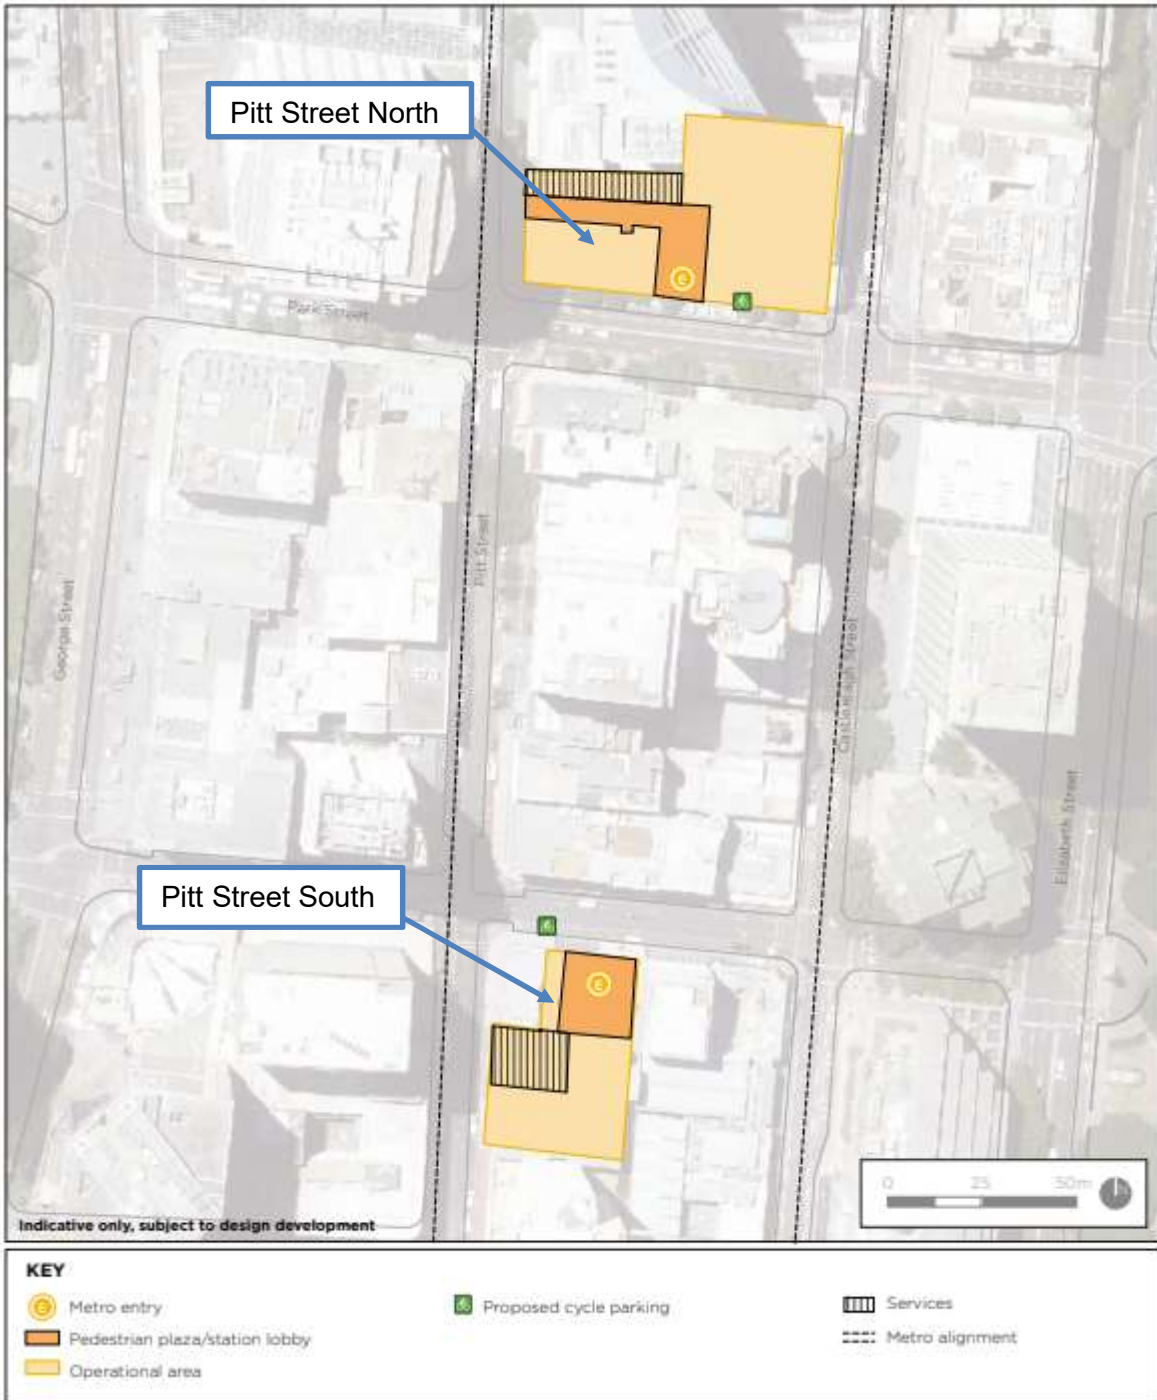 Pitt Street North
Park Street
Pitt Street
George Street
Castlereagh Street
Elizabeth Street
Pitt Street South
0 25 50m
Indicative only, subject to design development
KEY
Metro entry
Proposed cycle parking
Services
Pedestrian plaza/station lobby
Metro alignment
Operational area